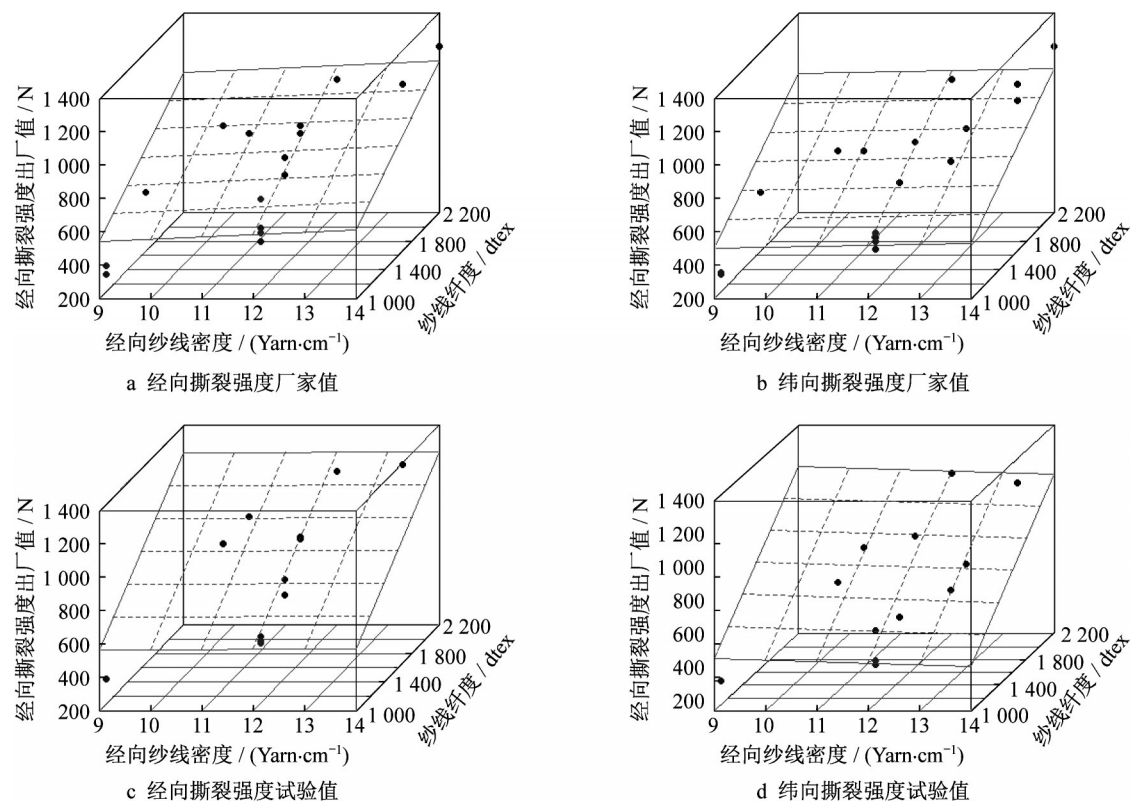 经向撕裂强度出厂值 / N
1 400
1 200
1 000
800
600
400
200
9 10 11 12 13 14
经向纱线密度 / (Yarn·cm⁻¹)
1 000
1 400
1 800
2 200
纱线纤度 / dtex
a 经向撕裂强度厂家值
经向撕裂强度出厂值 / N
1 400
1 200
1 000
800
600
400
200
9 10 11 12 13 14
经向纱线密度 / (Yarn·cm⁻¹)
1 000
1 400
1 800
2 200
纱线纤度 / dtex
b 纬向撕裂强度厂家值
经向撕裂强度出厂值 / N
1 400
1 200
1 000
800
600
400
200
9 10 11 12 13 14
经向纱线密度 / (Yarn·cm⁻¹)
1 000
1 400
1 800
2 200
纱线纤度 / dtex
c 经向撕裂强度试验值
经向撕裂强度出厂值 / N
1 400
1 200
1 000
800
600
400
200
9 10 11 12 13 14
经向纱线密度 / (Yarn·cm⁻¹)
1 000
1 400
1 800
2 200
纱线纤度 / dtex
d 纬向撕裂强度试验值